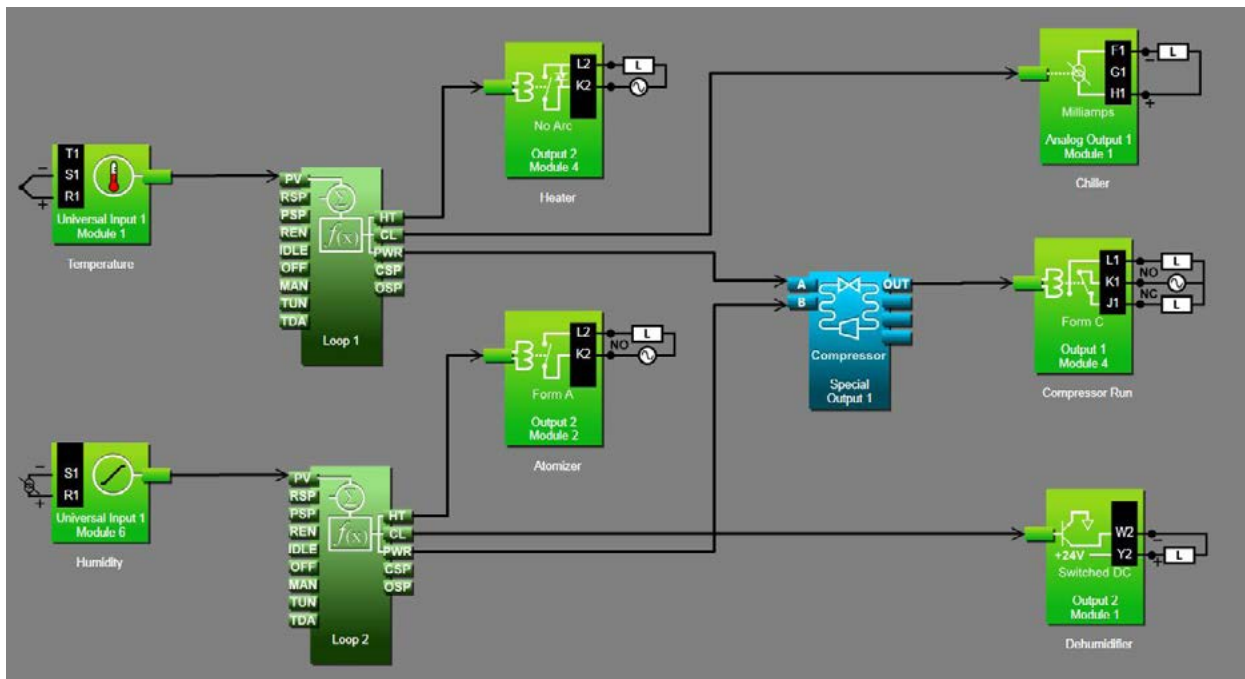 T1
S1
R1
Universal Input 1
Module 1
Temperature
PV
RSP
PSP
REN
IDLE
OFF
MAN
TUN
TDA
Σ
f(x)
HT
CL
PWR
CSP
OSP
Loop 1
L2
K2
L
No Arc
Output 2
Module 4
Heater
F1
G1
H1
L
Milliamps
Analog Output 1
Module 1
Chiller
A
B
OUT
Compressor
Special
Output 1
L1
K1
J1
NO
NC
L
L
Form C
Output 1
Module 4
Compressor Run
L2
K2
NO
L
Form A
Output 2
Module 2
Atomizer
S1
R1
Universal Input 1
Module 6
Humidity
PV
RSP
PSP
REN
IDLE
OFF
MAN
TUN
TDA
Σ
f(x)
HT
CL
PWR
CSP
OSP
Loop 2
W2
Y2
+24V
L
Switched DC
Output 2
Module 1
Dehumidifier